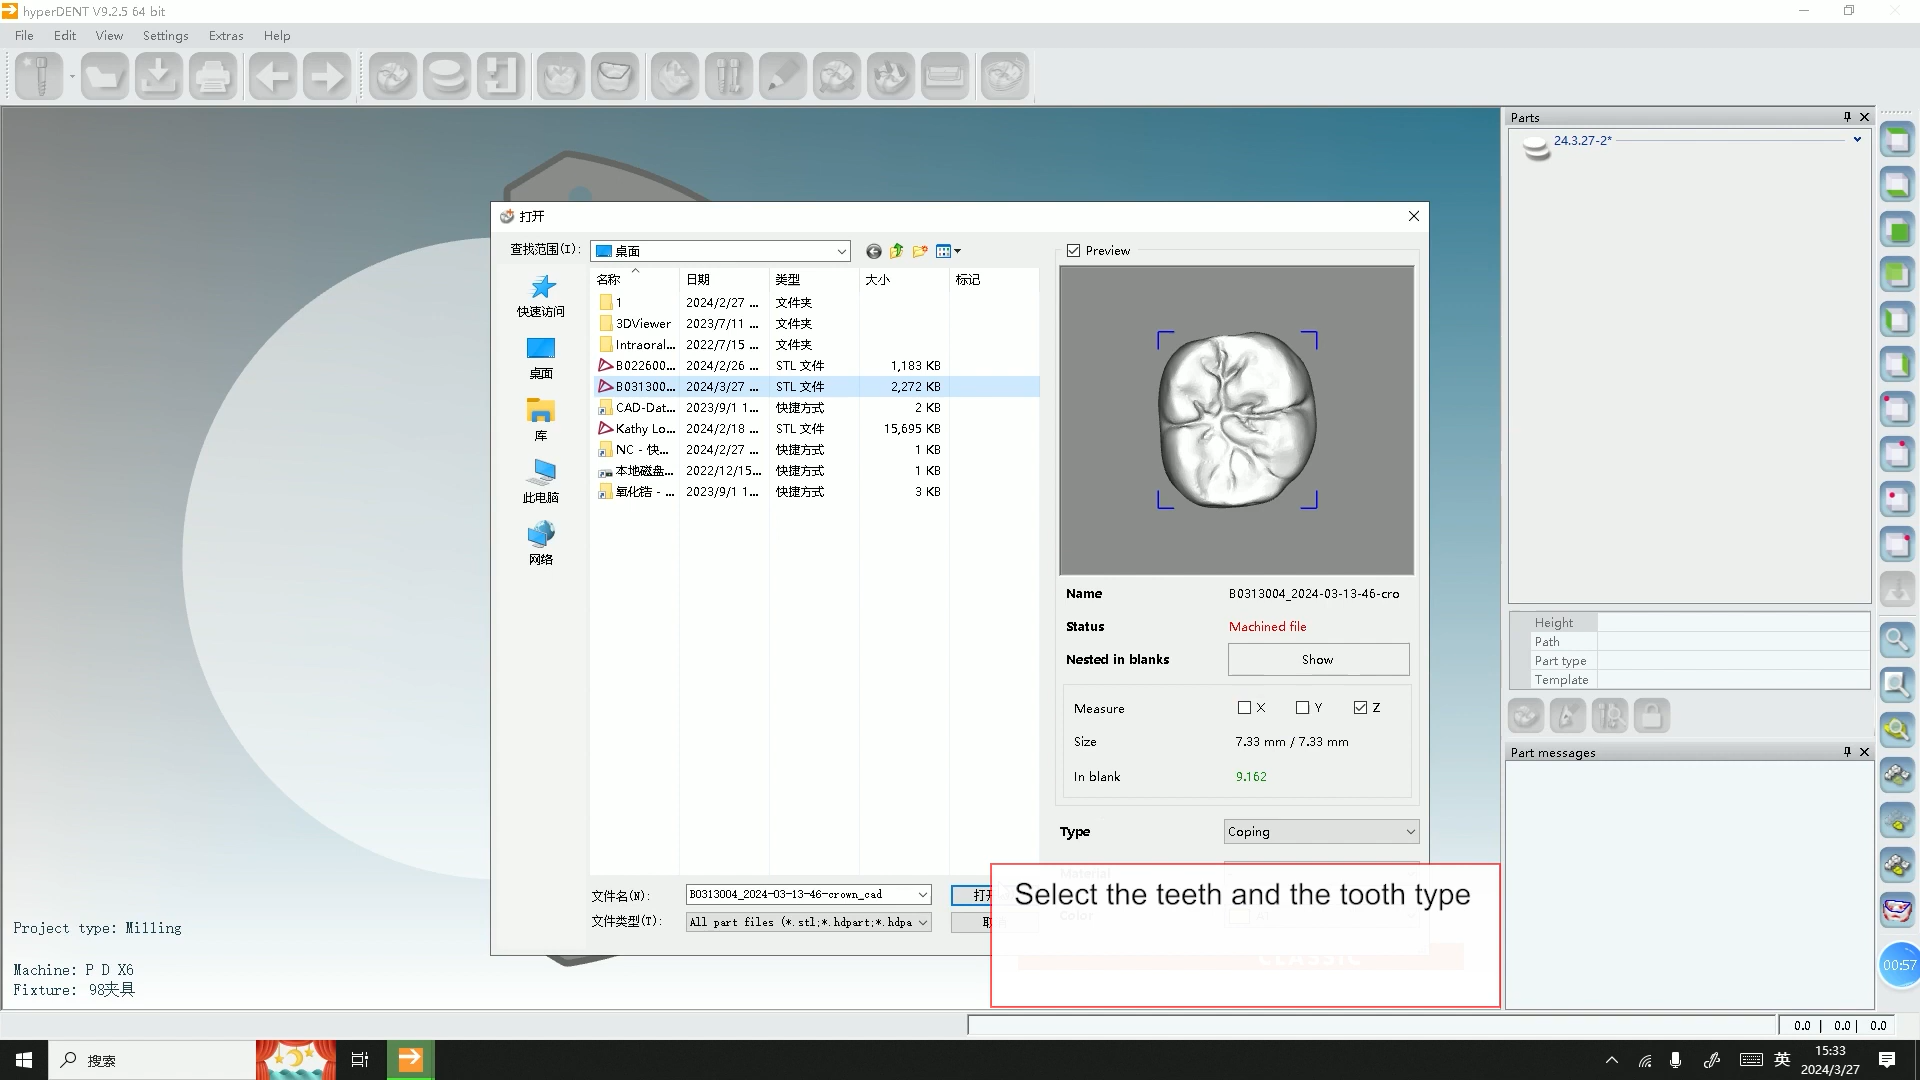 hyperDENT V9.2.5 64 bit
File Edit View Settings Extras Help
Parts
24.3.27-2*
打开
查找范围(I): 桌面
Preview
名称 日期 类型 大小 标记
1 2024/2/27 ... 文件夹
3DViewer 2023/7/11 ... 文件夹
Intraoral... 2022/7/15 ... 文件夹
B022600... 2024/2/26 ... STL 文件 1,183 KB
B031300... 2024/3/27 ... STL 文件 2,272 KB
CAD-Dat... 2023/9/1 1... 快捷方式 2 KB
Kathy Lo... 2024/2/18 ... STL 文件 15,695 KB
NC - 快... 2024/2/27 ... 快捷方式 1 KB
本地磁盘... 2022/12/15... 快捷方式 1 KB
氧化锆 - ... 2023/9/1 1... 快捷方式 3 KB
快速访问
桌面
库
此电脑
网络
Name B0313004_2024-03-13-46-cro
Status Machined file
Nested in blanks Show
Measure X Y Z
Size 7.33 mm / 7.33 mm
In blank 9.162
Type Coping
Material
Color A1
CLASSIC
文件名(N): B0313004_2024-03-13-46-crown_cad 打开
文件类型(T): All part files (*.stl;*.hdpart;*.hdpa
Select the teeth and the tooth type
Height
Path
Part type
Template
Part messages
Project type: Milling
Machine: P D X6
Fixture: 98夹具
00:57
0.0 | 0.0 | 0.0
搜索
英
15:33
2024/3/27